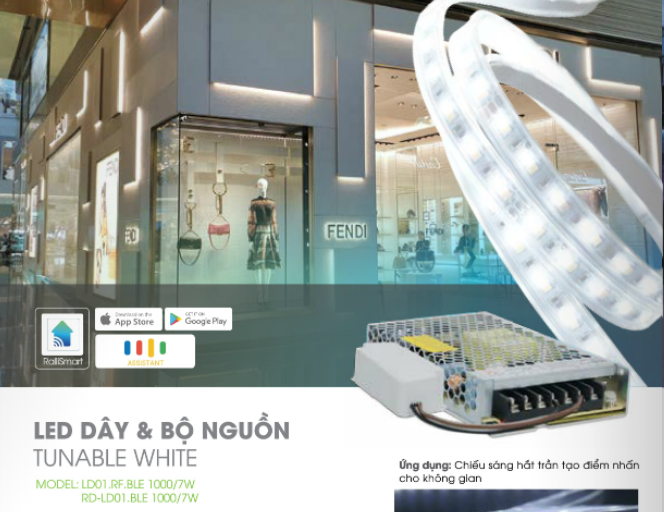 FENDI
FENDI
RalliSmart
Download on the
App Store
GET IT ON
Google Play
ASSISTANT
LED DÂY & BỘ NGUỒN
TUNABLE WHITE
MODEL: LD01.RF.BLE 1000/7W
RD-LD01.BLE 1000/7W
Ứng dụng: Chiếu sáng hắt trần tạo điểm nhấn
cho không gian